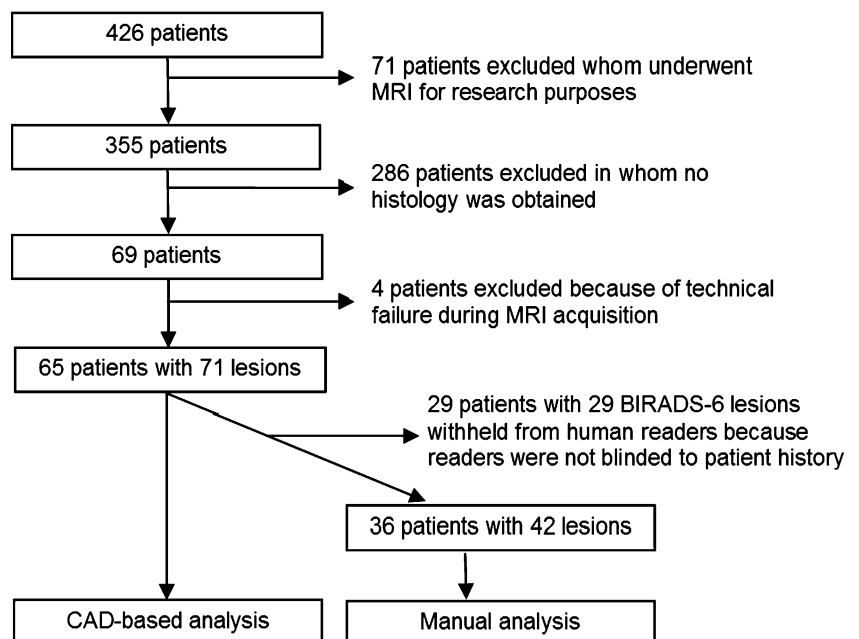 426 patients
71 patients excluded whom underwent
MRI for research purposes
355 patients
286 patients excluded in whom no
histology was obtained
69 patients
4 patients excluded because of technical
failure during MRI acquisition
65 patients with 71 lesions
29 patients with 29 BIRADS-6 lesions
withheld from human readers because
readers were not blinded to patient history
36 patients with 42 lesions
CAD-based analysis
Manual analysis